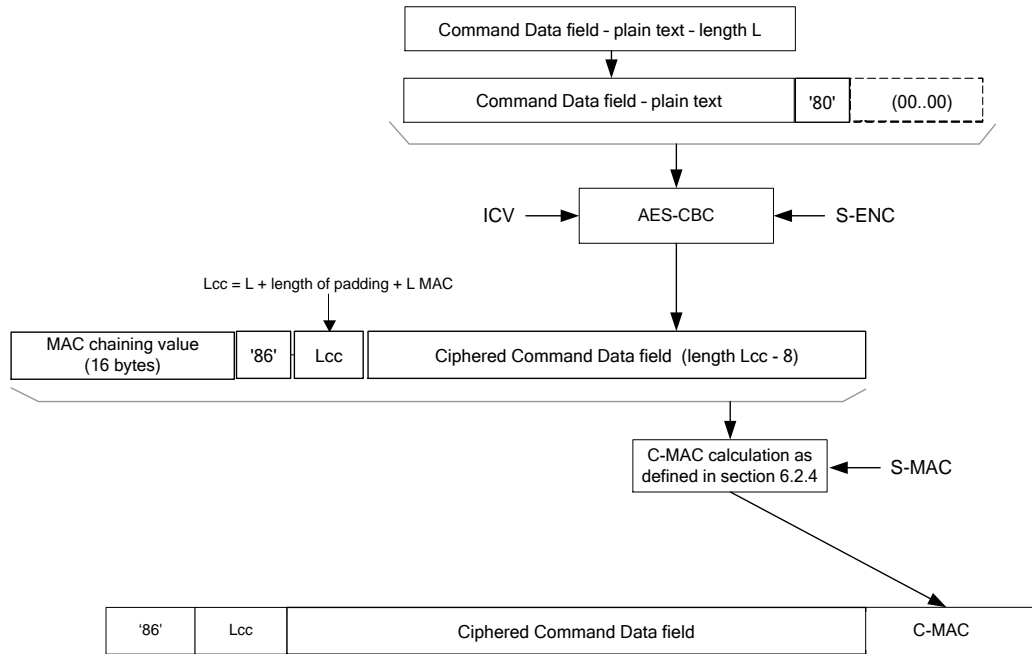 Command Data field - plain text - length L
Command Data field - plain text
'80'
(00..00)
ICV
AES-CBC
S-ENC
Lcc = L + length of padding + L MAC
MAC chaining value
(16 bytes)
'86'
Lcc
Ciphered Command Data field (length Lcc - 8)
C-MAC calculation as
defined in section 6.2.4
S-MAC
'86'
Lcc
Ciphered Command Data field
C-MAC